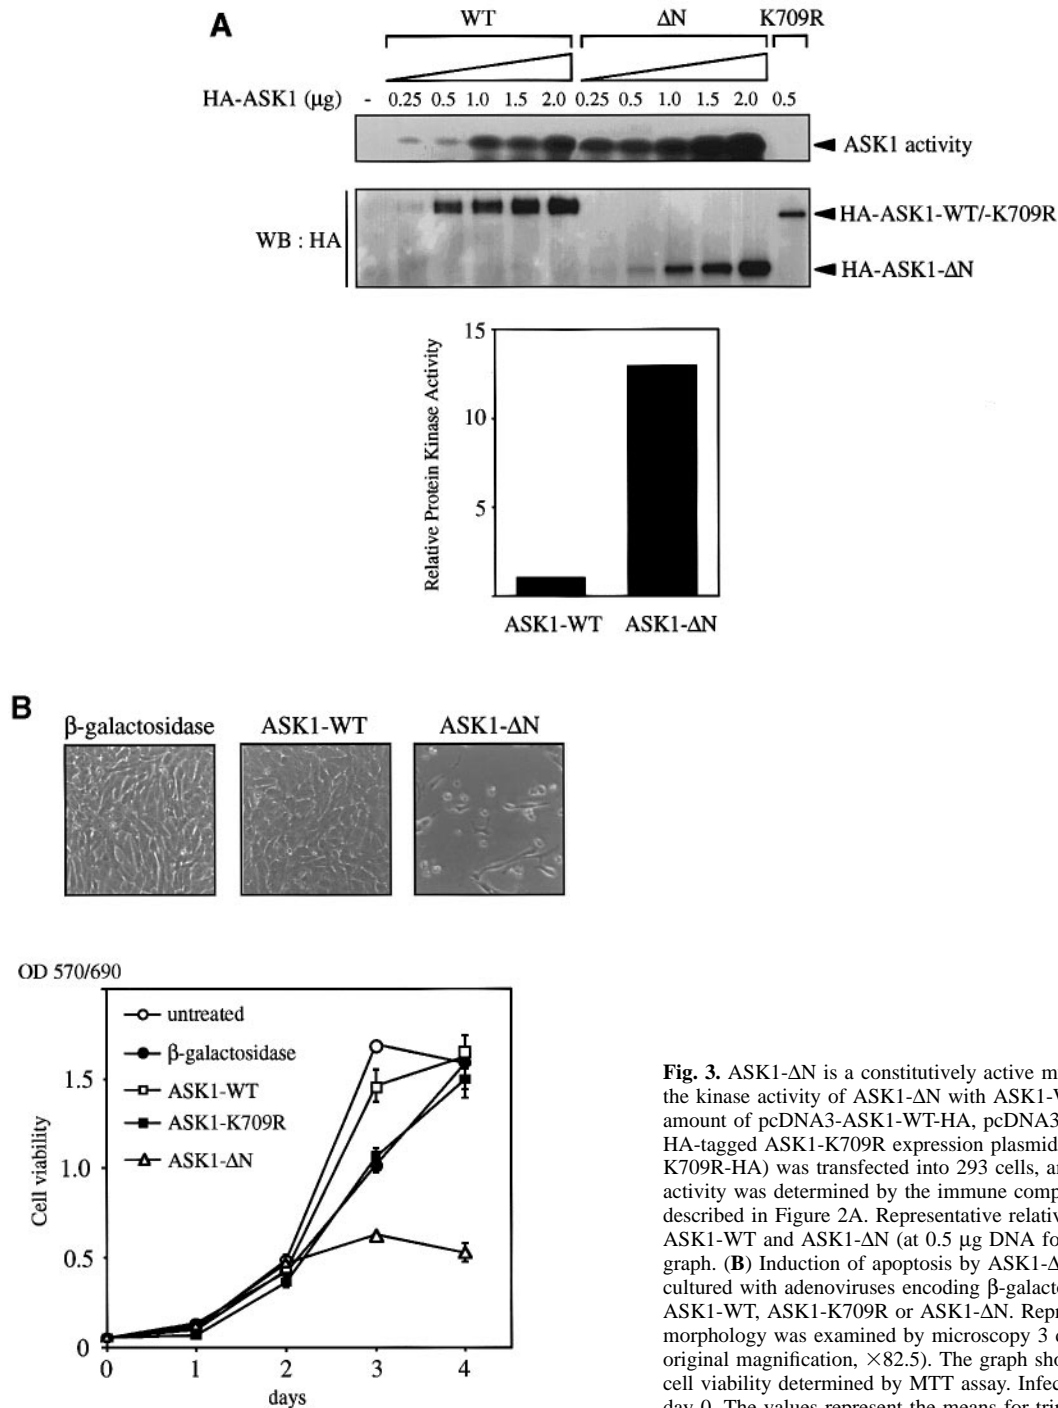 A
WT ΔN K709R
HA-ASK1 (μg) - 0.25 0.5 1.0 1.5 2.0 0.25 0.5 1.0 1.5 2.0 0.5
ASK1 activity
HA-ASK1-WT/-K709R
WB : HA
HA-ASK1-ΔN
15
10
5
Relative Protein Kinase Activity
ASK1-WT ASK1-ΔN
B
β-galactosidase ASK1-WT ASK1-ΔN
OD 570/690
untreated
β-galactosidase
ASK1-WT
ASK1-K709R
ASK1-ΔN
1.5
1.0
0.5
0
Cell viability
0 1 2 3 4
days
Fig. 3. ASK1-ΔN is a constitutively active m
the kinase activity of ASK1-ΔN with ASK1-W
amount of pcDNA3-ASK1-WT-HA, pcDNA3
HA-tagged ASK1-K709R expression plasmid
K709R-HA) was transfected into 293 cells, a
activity was determined by the immune comp
described in Figure 2A. Representative relativ
ASK1-WT and ASK1-ΔN (at 0.5 μg DNA fo
graph. (B) Induction of apoptosis by ASK1-Δ
cultured with adenoviruses encoding β-galact
ASK1-WT, ASK1-K709R or ASK1-ΔN. Repr
morphology was examined by microscopy 3
original magnification, ×82.5). The graph sho
cell viability determined by MTT assay. Infec
day 0. The values represent the means for tri